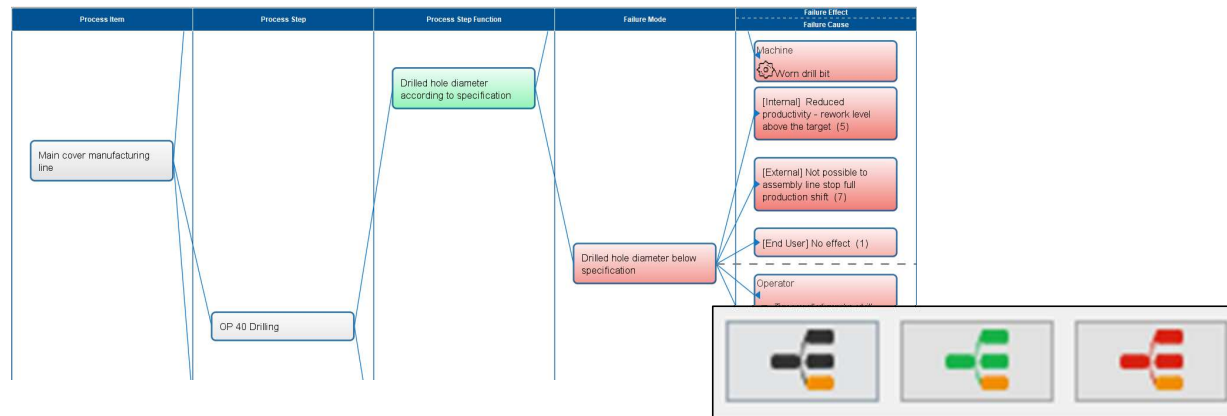 Process Item
Process Step
Process Step Function
Failure Mode
Failure Effect
Failure Cause
Machine
Worn drill bit
Drilled hole diameter
according to specification
[Internal] Reduced
productivity - rework level
above the target (5)
Main cover manufacturing
line
[External] Not possible to
assembly line stop full
production shift (7)
[End User] No effect (1)
Drilled hole diameter below
specification
Operator
OP 40 Drilling